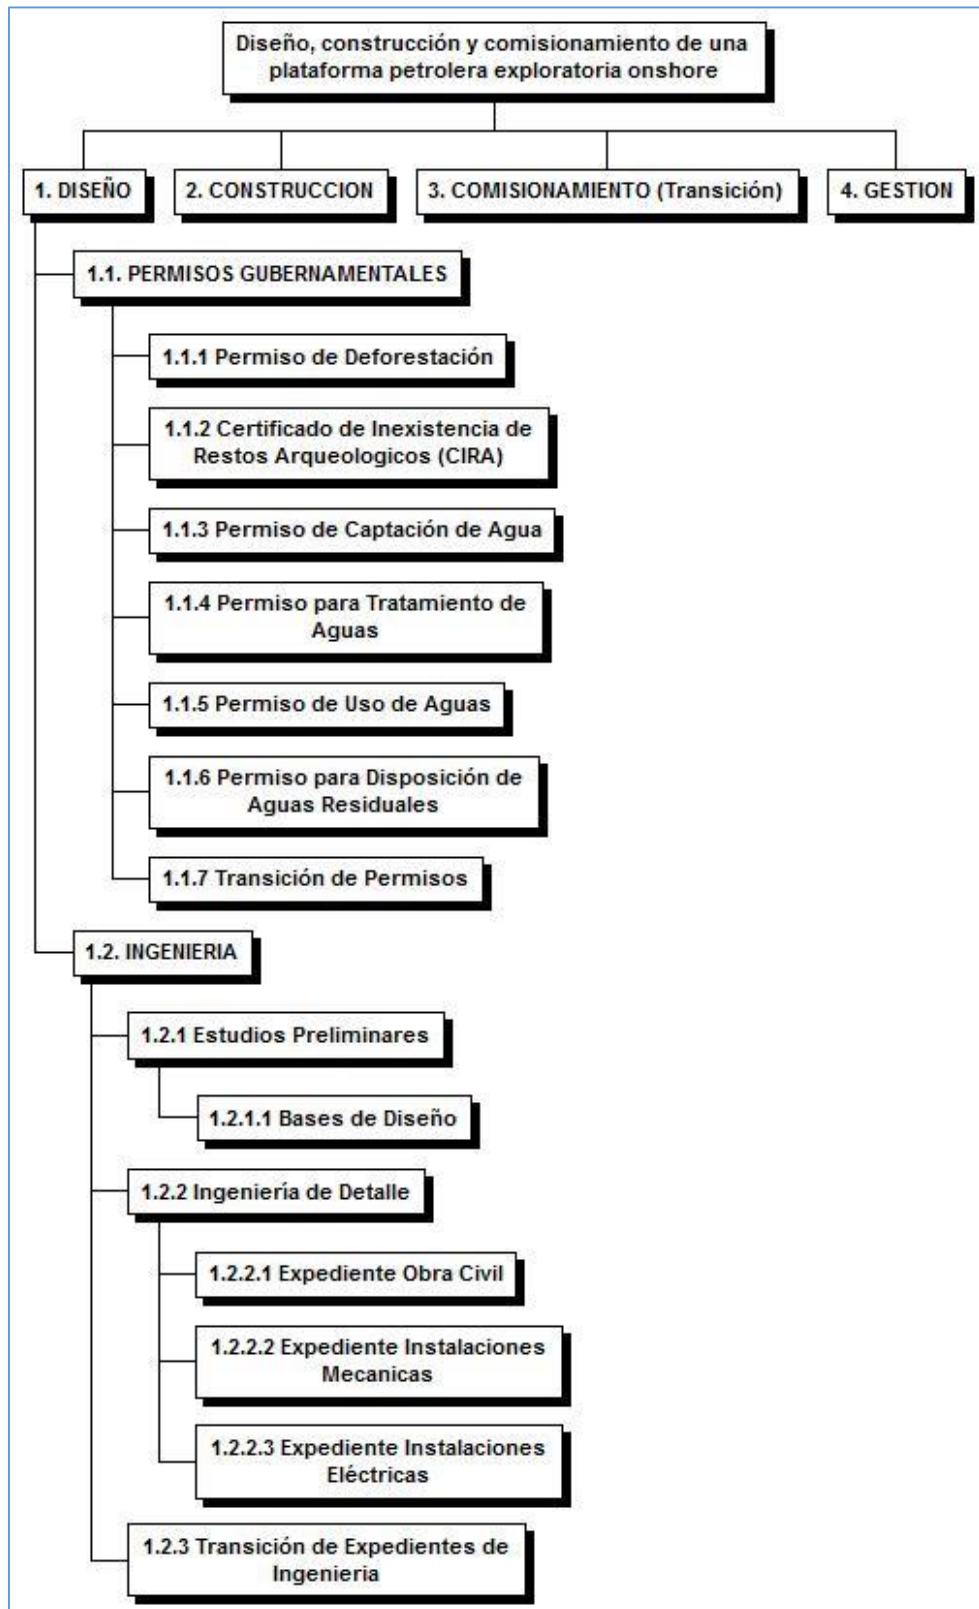 Diseño, construcción y comisionamiento de una
plataforma petrolera exploratoria onshore
1. DISEÑO
2. CONSTRUCCION
3. COMISIONAMIENTO (Transición)
4. GESTION
1.1. PERMISOS GUBERNAMENTALES
1.1.1 Permiso de Deforestación
1.1.2 Certificado de Inexistencia de
Restos Arqueologicos (CIRA)
1.1.3 Permiso de Captación de Agua
1.1.4 Permiso para Tratamiento de
Aguas
1.1.5 Permiso de Uso de Aguas
1.1.6 Permiso para Disposición de
Aguas Residuales
1.1.7 Transición de Permisos
1.2. INGENIERIA
1.2.1 Estudios Preliminares
1.2.1.1 Bases de Diseño
1.2.2 Ingeniería de Detalle
1.2.2.1 Expediente Obra Civil
1.2.2.2 Expediente Instalaciones
Mecanicas
1.2.2.3 Expediente Instalaciones
Eléctricas
1.2.3 Transición de Expedientes de
Ingenieria